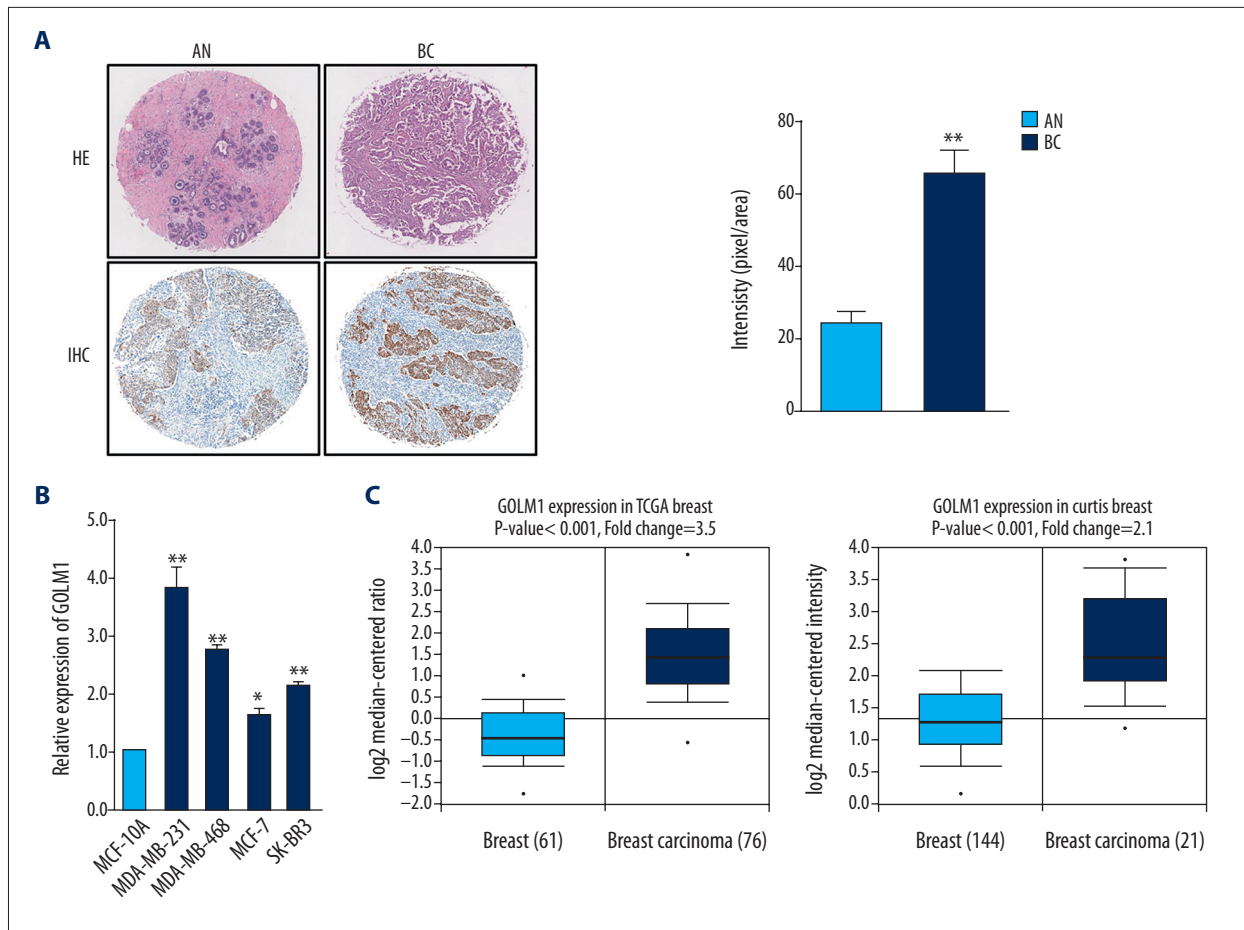 A
AN
BC
HE
IHC
80
60
40
20
0
Intensisty (pixel/area)
**
AN
BC
B
5.0
4.0
3.0
2.0
1.0
0.0
Relative expression of GOLM1
**
**
*
**
MCF-10A
MDA-MB-231
MDA-MB-468
MCF-7
SK-BR3
C
GOLM1 expression in TCGA breast
P-value< 0.001, Fold change=3.5
4.0
3.5
3.0
2.5
2.0
1.5
1.0
0.5
0.0
−0.5
−1.0
−1.5
−2.0
log2 median-centered ratio
Breast (61)
Breast carcinoma (76)
GOLM1 expression in curtis breast
P-value< 0.001, Fold change=2.1
4.0
3.5
3.0
2.5
2.0
1.5
1.0
0.5
0.0
log2 median-centered intensity
Breast (144)
Breast carcinoma (21)